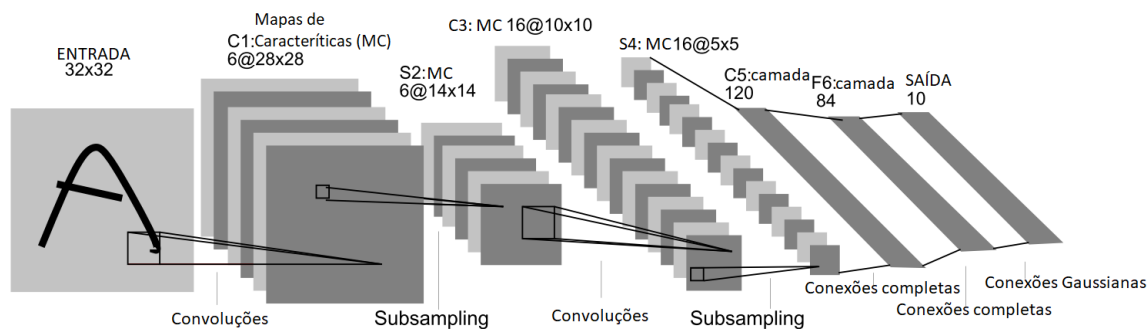 ENTRADA
32x32
Mapas de
C1:Caracteríticas (MC)
6@28x28
S2:MC
6@14x14
C3: MC 16@10x10
S4: MC16@5x5
C5:camada
120
F6:camada
84
SAÍDA
10
Convoluções
Subsampling
Convoluções
Subsampling
Conexões completas
Conexões completas
Conexões Gaussianas